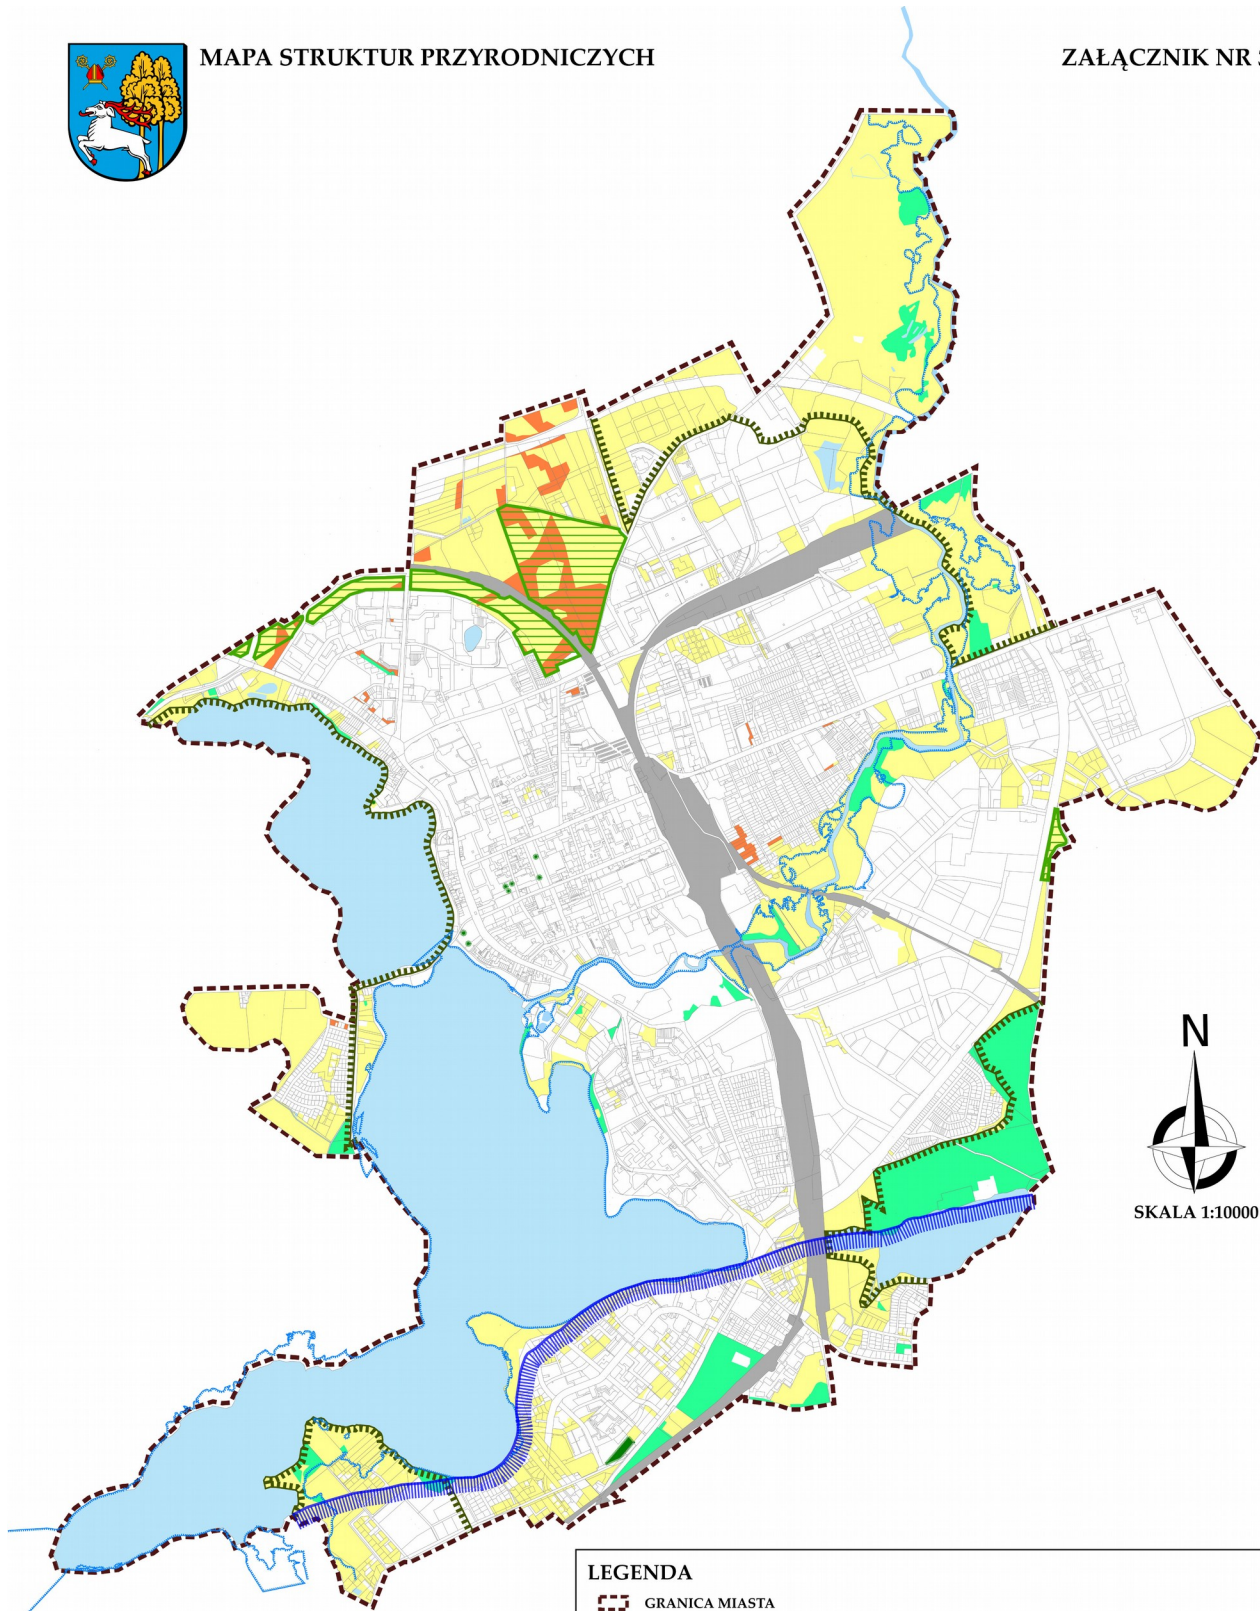 MAPA STRUKTUR PRZYRODNICZYCH
ZAŁĄCZNIK NR
N
SKALA 1:10000
LEGENDA
GRANICA MIASTA